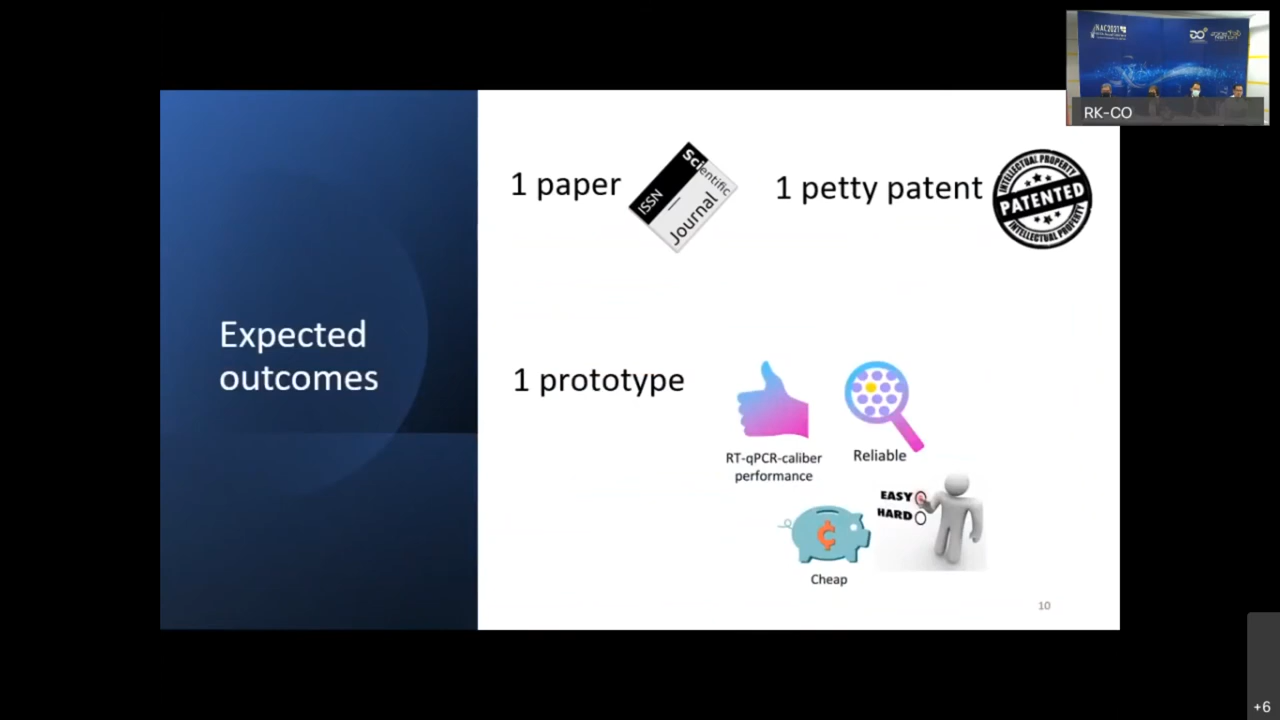 NAC2021
RK-CO
1 paper
Scientific
ISSN
Journal
1 petty patent
INTELLECTUAL PROPERTY
PATENTED
INTELLECTUAL PROPERTY
Expected
outcomes
1 prototype
RT-qPCR-caliber
performance
Reliable
EASY
HARD
¢
Cheap
10
+6